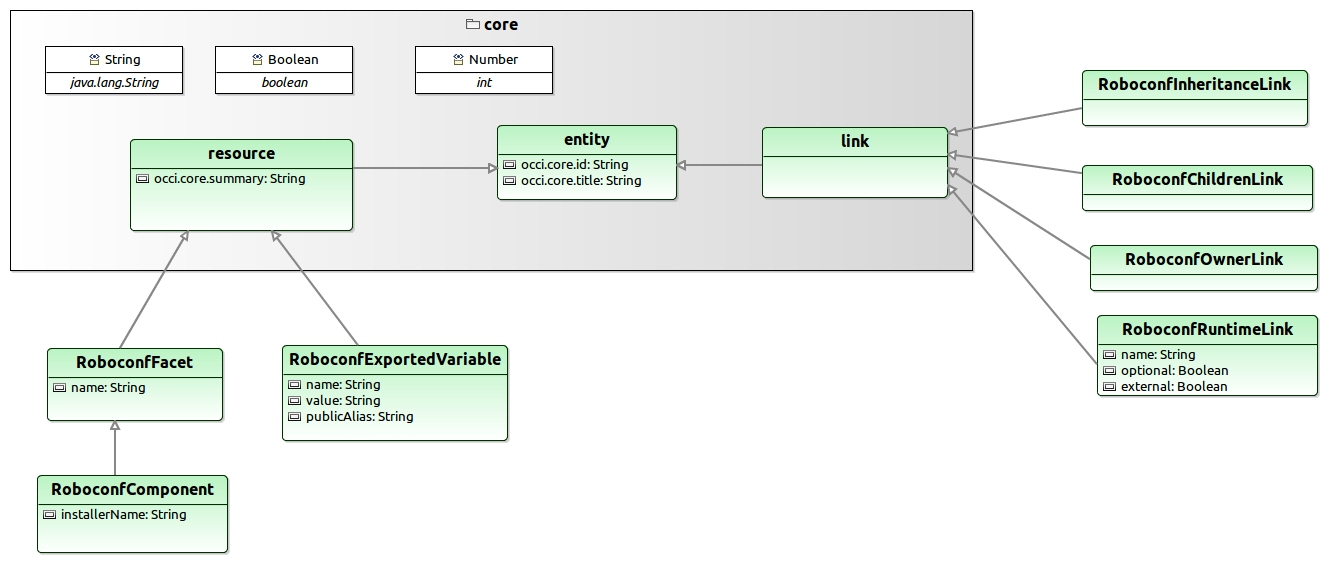 core
String
java.lang.String
Boolean
boolean
Number
int
resource
occi.core.summary: String
entity
occi.core.id: String
occi.core.title: String
link
RoboconfInheritanceLink
RoboconfChildrenLink
RoboconfOwnerLink
RoboconfRuntimeLink
name: String
optional: Boolean
external: Boolean
RoboconfFacet
name: String
RoboconfExportedVariable
name: String
value: String
publicAlias: String
RoboconfComponent
installerName: String